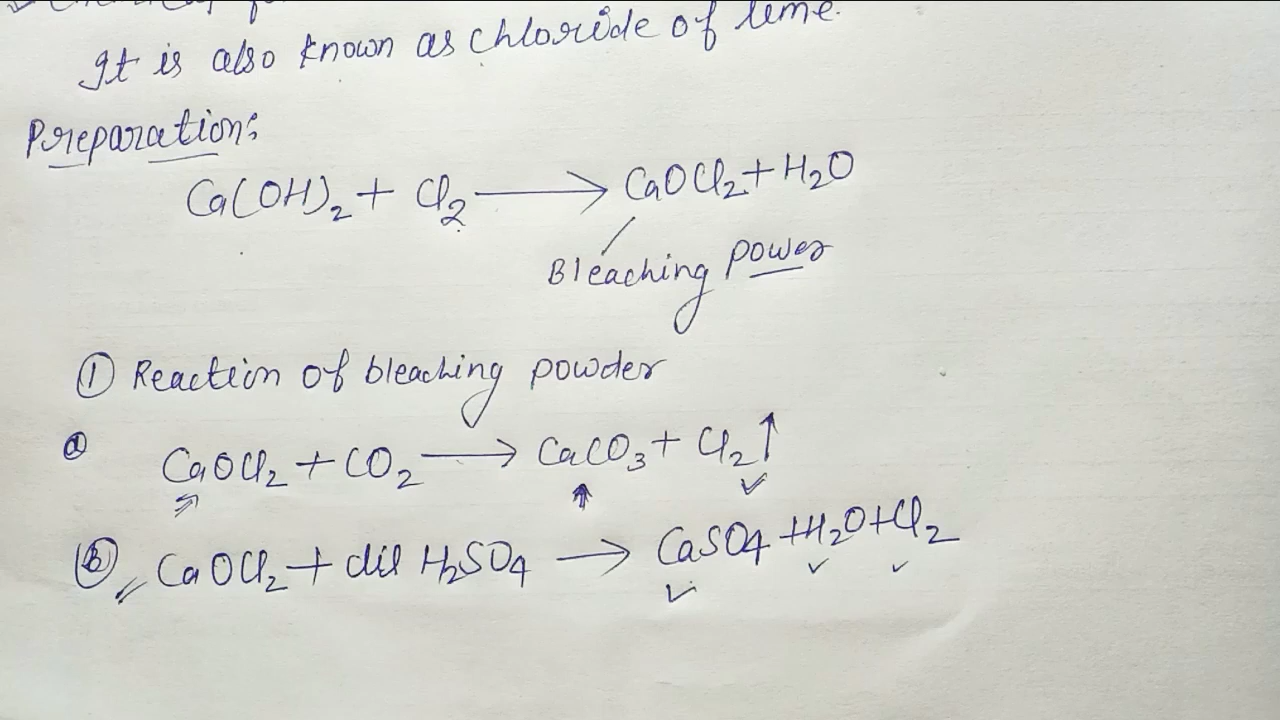 It is also known as chloride of leme.
Preparation:
Ca(OH)2 + Cl2 ⟶ CaOCl2 + H2O
Bleaching power
① Reaction of bleaching powder
ⓐ CaOCl2 + CO2 ⟶ CaCO3 + Cl2↑
ⓑ CaOCl2 + dil H2SO4 ⟶ CaSO4 + H2O + Cl2